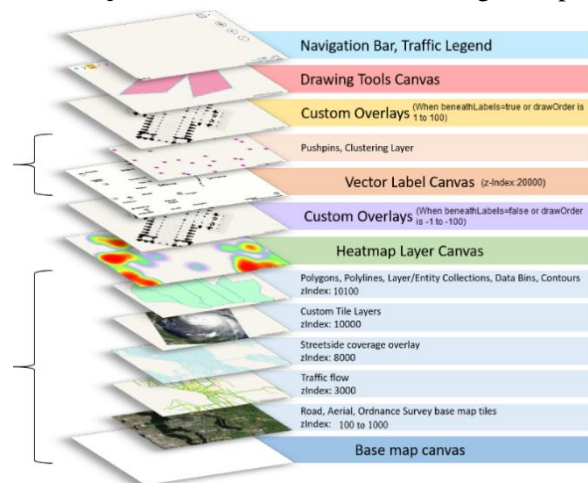 Navigation Bar, Traffic Legend
Drawing Tools Canvas
Custom Overlays (When beneathLabels=true or drawOrder is
1 to 100)
Pushpins, Clustering Layer
Vector Label Canvas (z-Index:20000)
Custom Overlays (When beneathLabels=false or drawOrder
is -1 to -100)
Heatmap Layer Canvas
Polygons, Polylines, Layer/Entity Collections, Data Bins, Contours
zIndex: 10100
Custom Tile Layers
zIndex: 10000
Streetside coverage overlay
zIndex: 8000
Traffic flow
zIndex: 3000
Road, Aerial, Ordnance Survey base map tiles
zIndex: 100 to 1000
Base map canvas